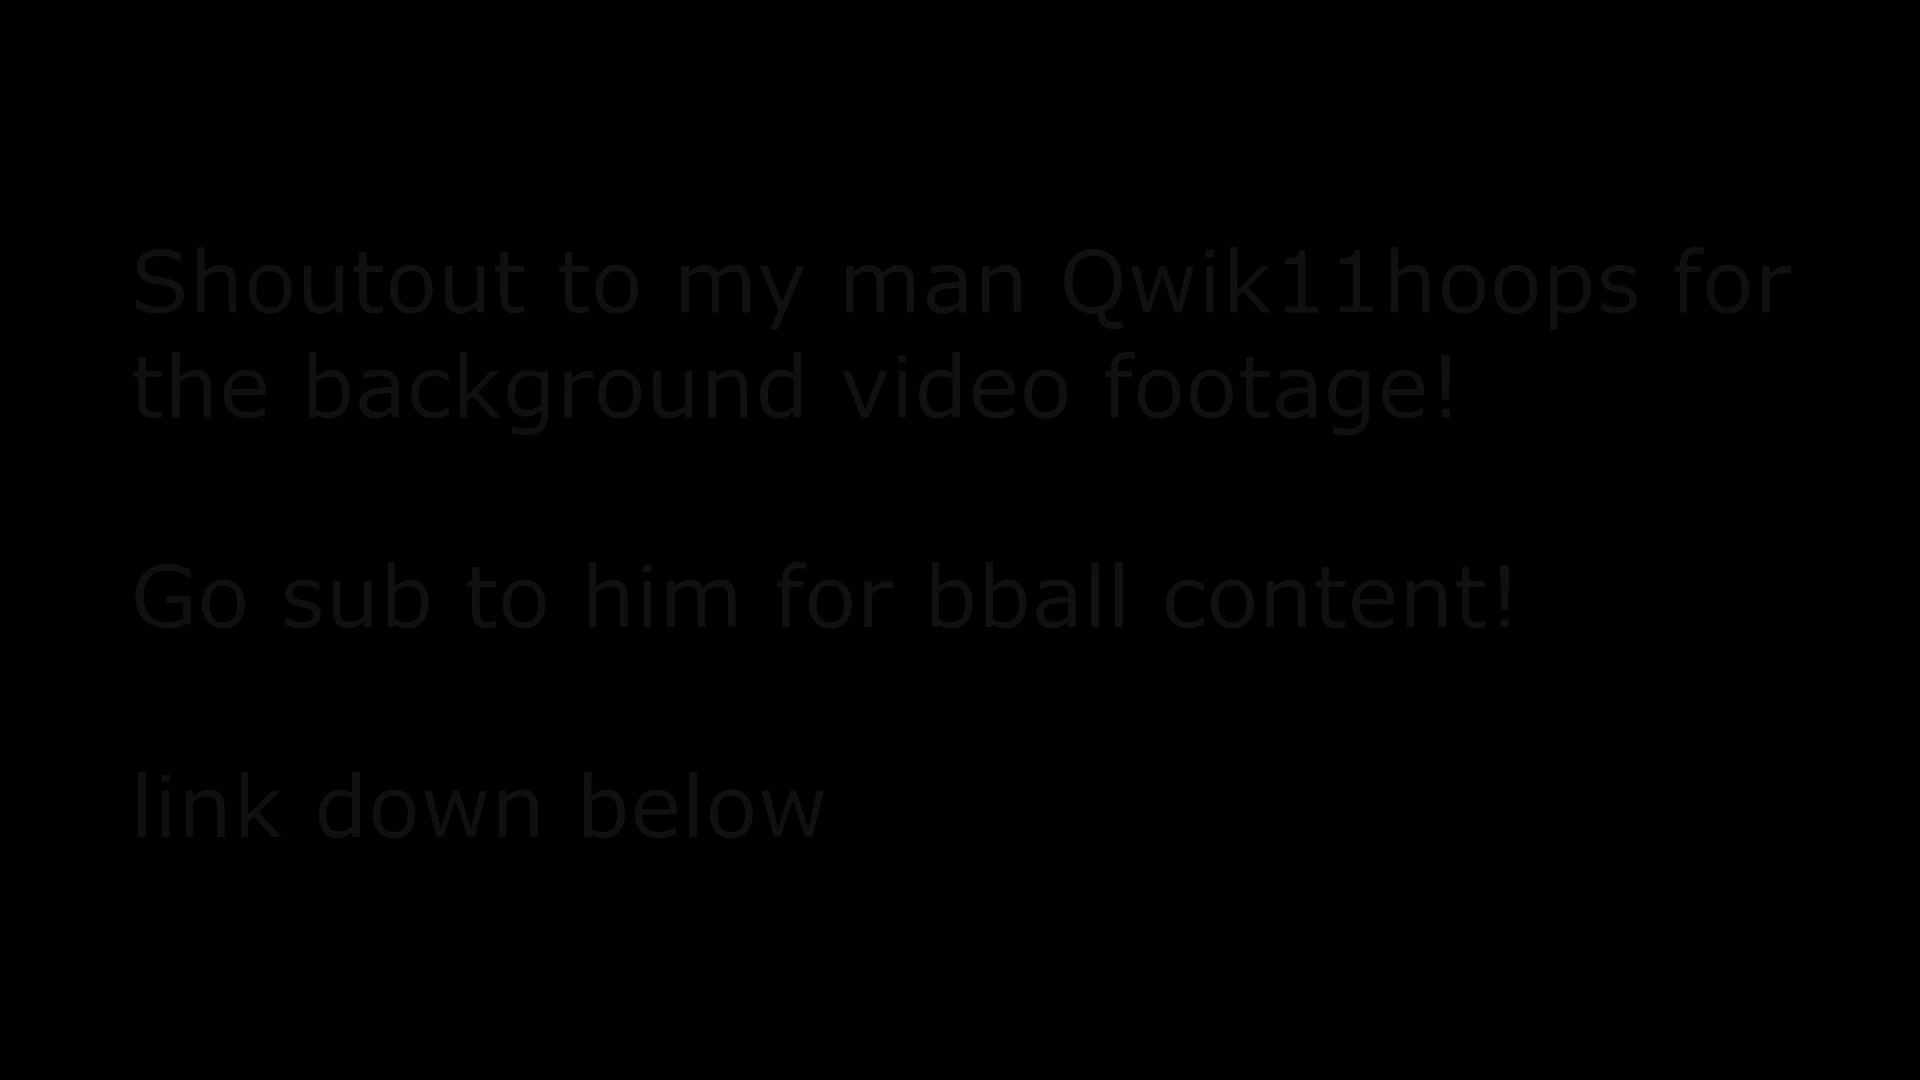 Shoutout to my man Qwik11hoops for
the background video footage!
Go sub to him for bball content!
link down below